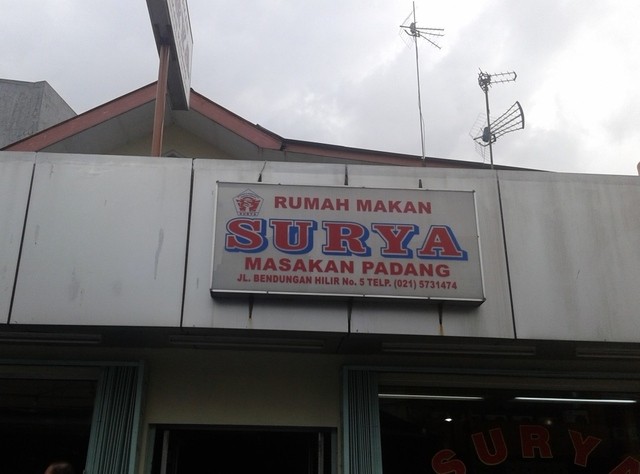 RUMAH MAKAN
SURYA
MASAKAN PADANG
JL. BENDUNGAN HILIR No. 5 TELP. (021) 5731474
SURYA